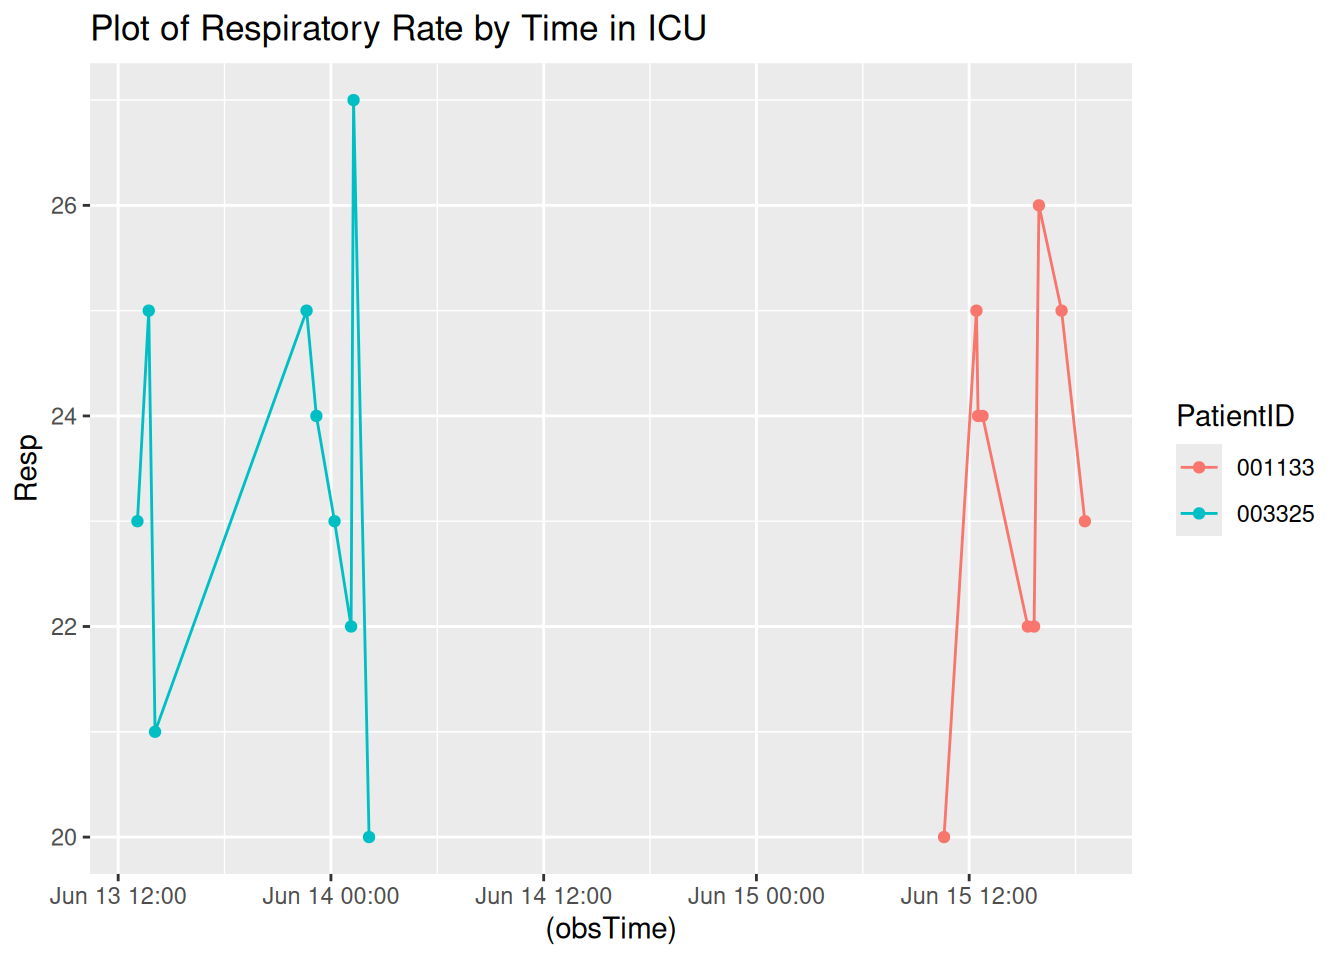 Plot of Respiratory Rate by Time in ICU
Resp
26
24
22
20
Jun 13 12:00 Jun 14 00:00 Jun 14 12:00 Jun 15 00:00 Jun 15 12:00
(obsTime)
PatientID
001133
003325